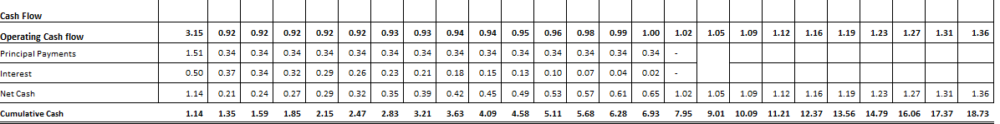 Cash Flow
Operating Cash flow 3.15 0.92 0.92 0.92 0.92 0.92 0.93 0.93 0.94 0.94 0.95 0.96 0.98 0.99 1.00 1.02 1.05 1.09 1.12 1.16 1.19 1.23 1.27 1.31 1.36
Principal Payments 1.51 0.34 0.34 0.34 0.34 0.34 0.34 0.34 0.34 0.34 0.34 0.34 0.34 0.34 0.34 -
Interest 0.50 0.37 0.34 0.32 0.29 0.26 0.23 0.21 0.18 0.15 0.13 0.10 0.07 0.04 0.02 -
Net Cash 1.14 0.21 0.24 0.27 0.29 0.32 0.35 0.39 0.42 0.45 0.49 0.53 0.57 0.61 0.65 1.02 1.05 1.09 1.12 1.16 1.19 1.23 1.27 1.31 1.36
Cumulative Cash 1.14 1.35 1.59 1.85 2.15 2.47 2.83 3.21 3.63 4.09 4.58 5.11 5.68 6.28 6.93 7.95 9.01 10.09 11.21 12.37 13.56 14.79 16.06 17.37 18.73